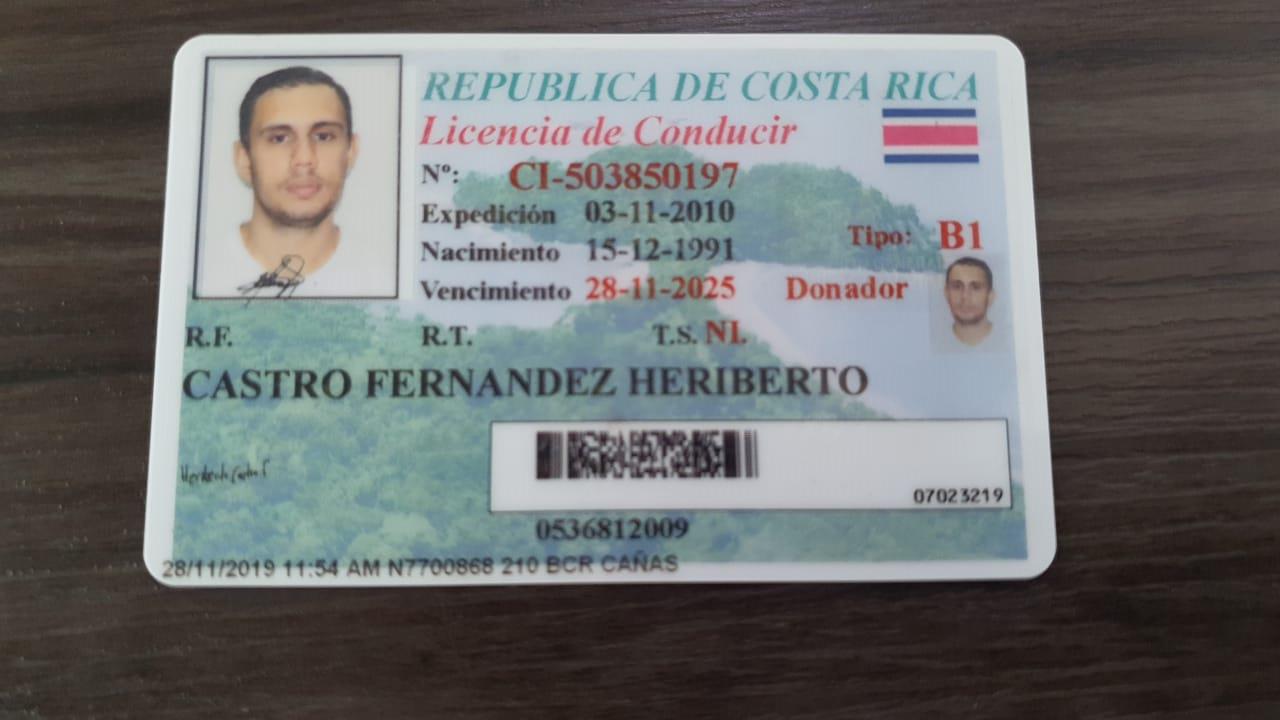 REPUBLICA DE COSTA RICA
Licencia de Conducir
Nº: CI-503850197
Expedición 03-11-2010
Nacimiento 15-12-1991
Tipo: B1
Vencimiento 28-11-2025 Donador
R.F. R.T. T.S. NI.
CASTRO FERNANDEZ HERIBERTO
07023219
0536812009
28/11/2019 11:54 AM N7700868 210 BCR CAÑAS